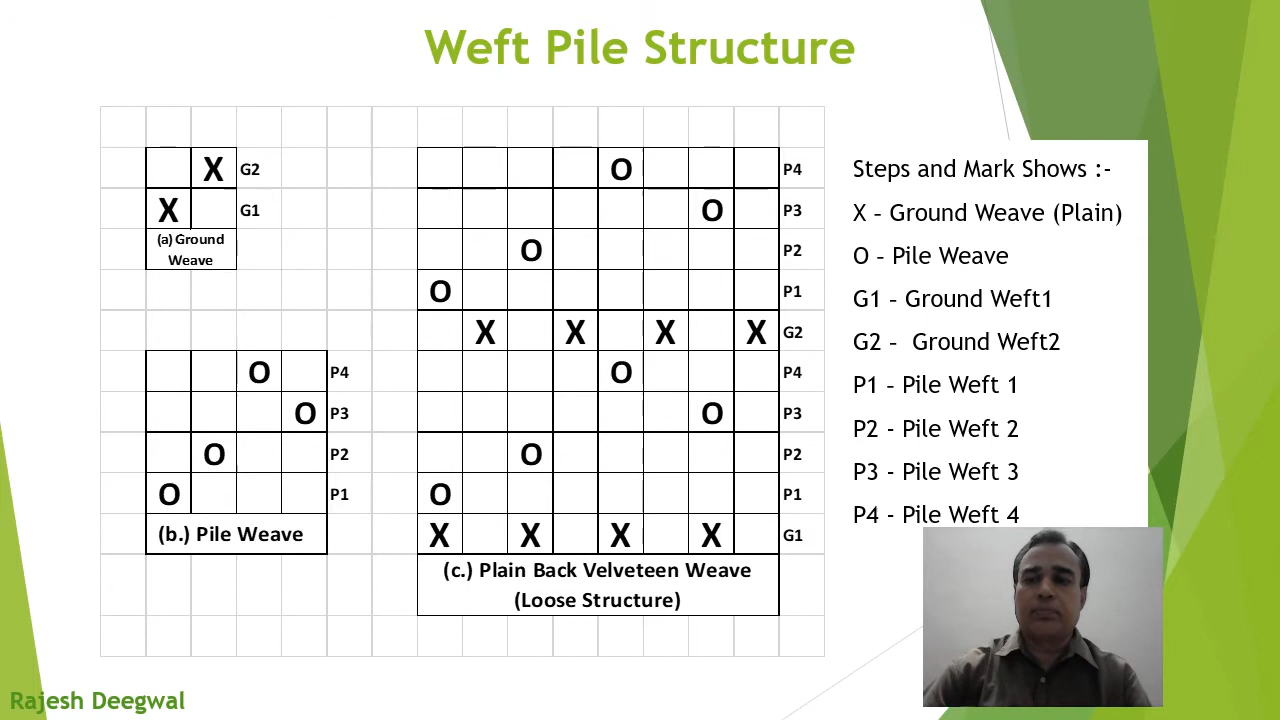 Weft Pile Structure
X G2
X G1
(a) Ground
Weave
O P4
O P3
O P2
O P1
(b.) Pile Weave
O P4
O P3
O P2
O P1
X X X X G2
O P4
O P3
O P2
O P1
X X X X G1
(c.) Plain Back Velveteen Weave
(Loose Structure)
Steps and Mark Shows :-
X – Ground Weave (Plain)
O – Pile Weave
G1 – Ground Weft1
G2 – Ground Weft2
P1 – Pile Weft 1
P2 - Pile Weft 2
P3 - Pile Weft 3
P4 - Pile Weft 4
Rajesh Deegwal